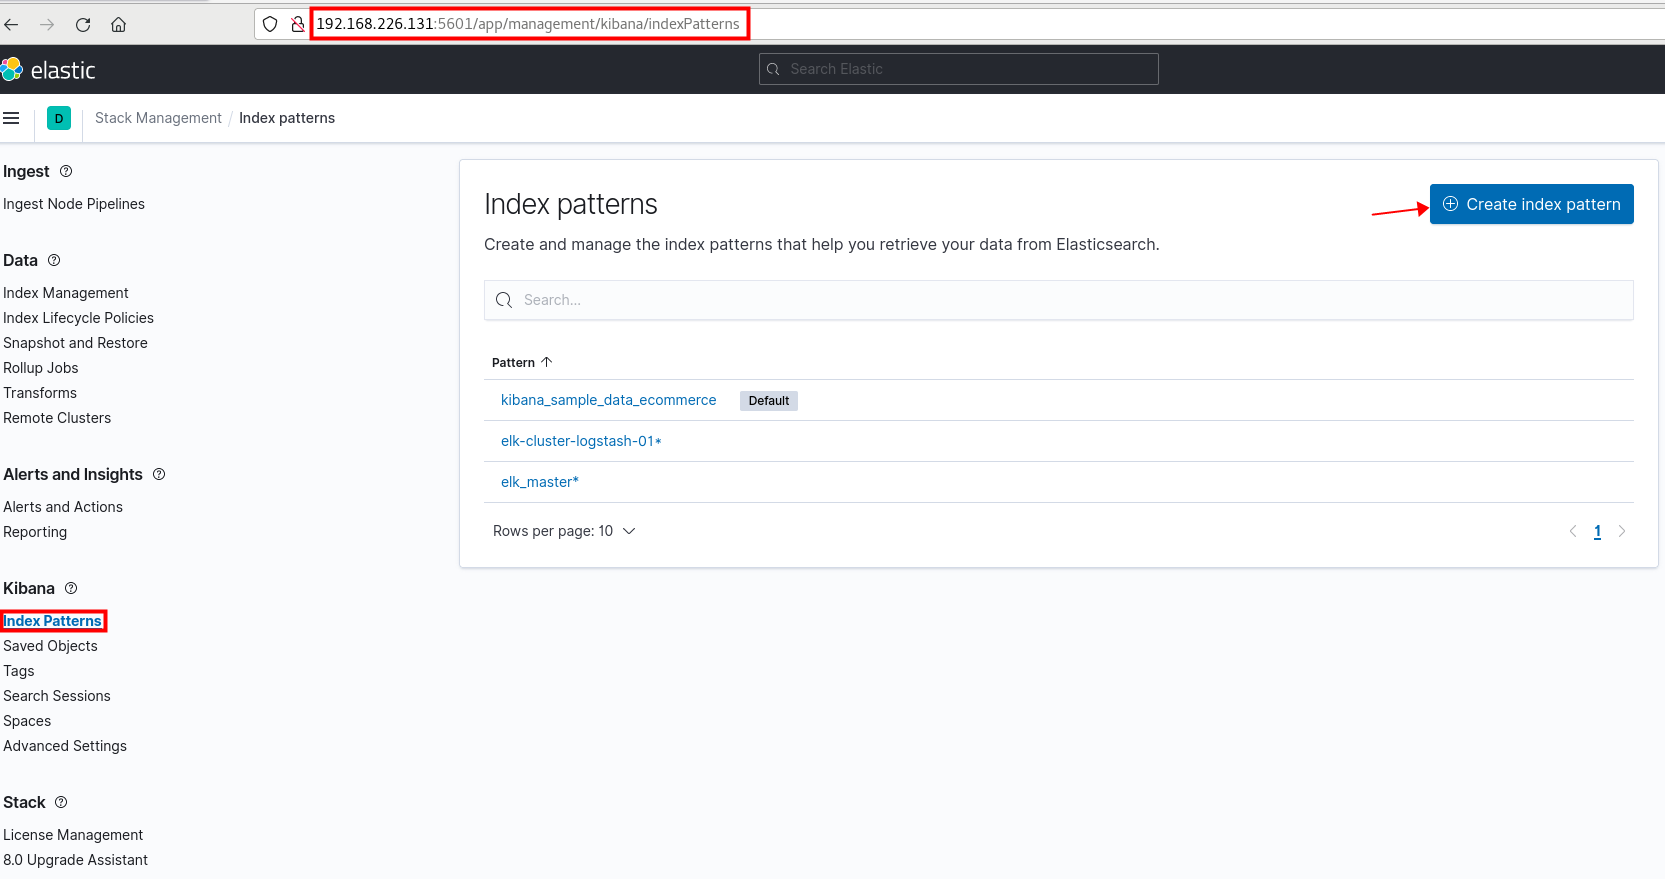 192.168.226.131:5601/app/management/kibana/indexPatterns
elastic
Search Elastic
D
Stack Management / Index patterns
Ingest
Ingest Node Pipelines
Data
Index Management
Index Lifecycle Policies
Snapshot and Restore
Rollup Jobs
Transforms
Remote Clusters
Alerts and Insights
Alerts and Actions
Reporting
Kibana
Index Patterns
Saved Objects
Tags
Search Sessions
Spaces
Advanced Settings
Stack
License Management
8.0 Upgrade Assistant
Index patterns
Create index pattern
Create and manage the index patterns that help you retrieve your data from Elasticsearch.
Search...
Pattern
kibana_sample_data_ecommerce Default
elk-cluster-logstash-01*
elk_master*
Rows per page: 10
1